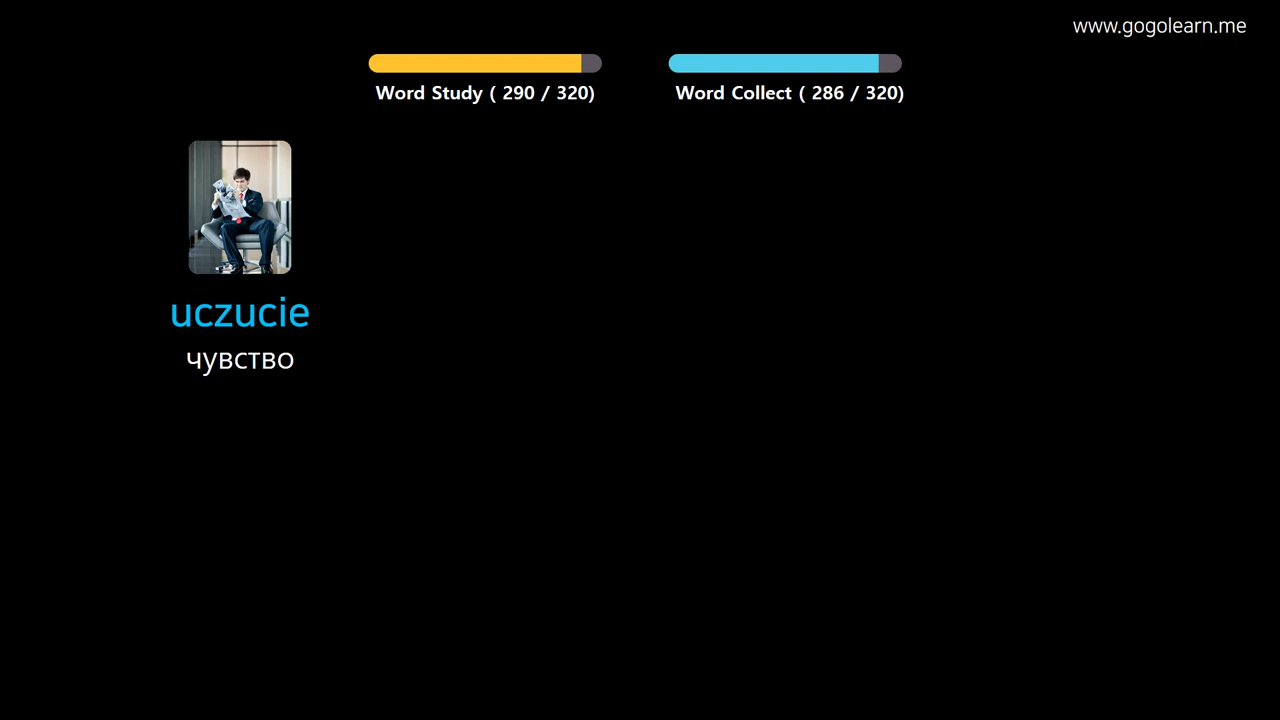 www.gogolearn.me
Word Study ( 290 / 320)
Word Collect ( 286 / 320)
uczucie
чувство